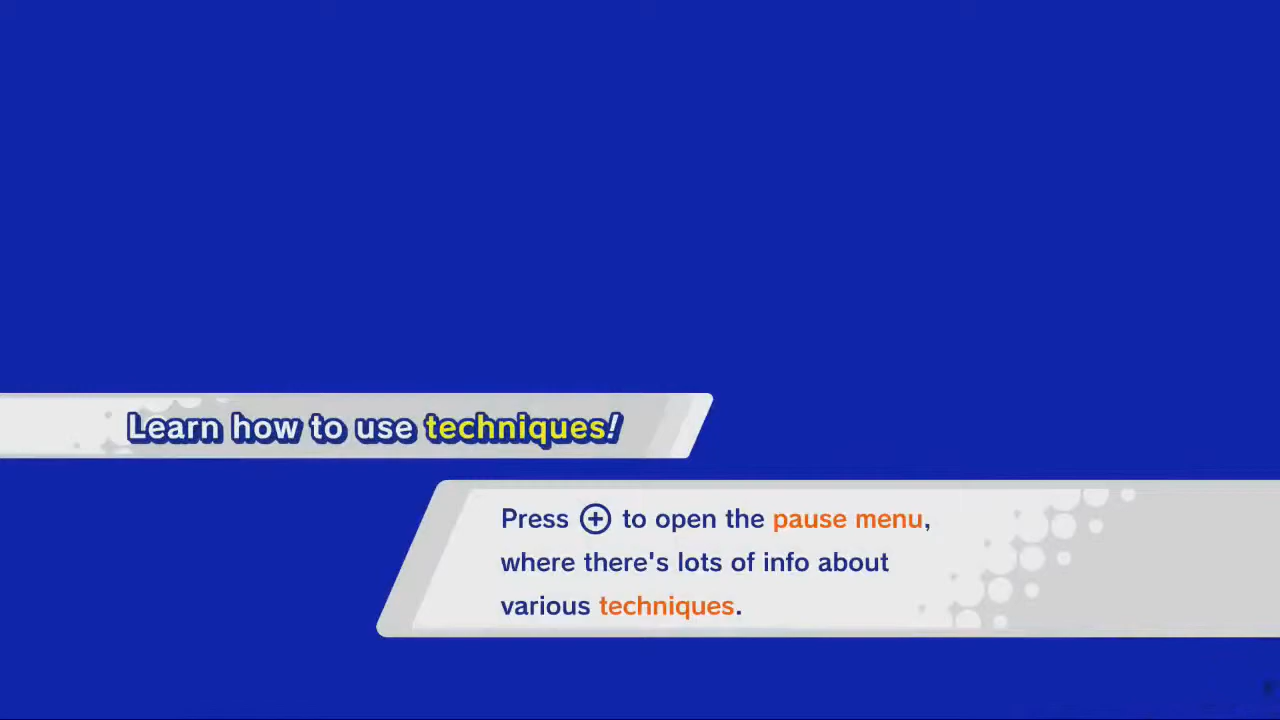 Learn how to use techniques!
Press ⊕ to open the pause menu,
where there's lots of info about
various techniques.